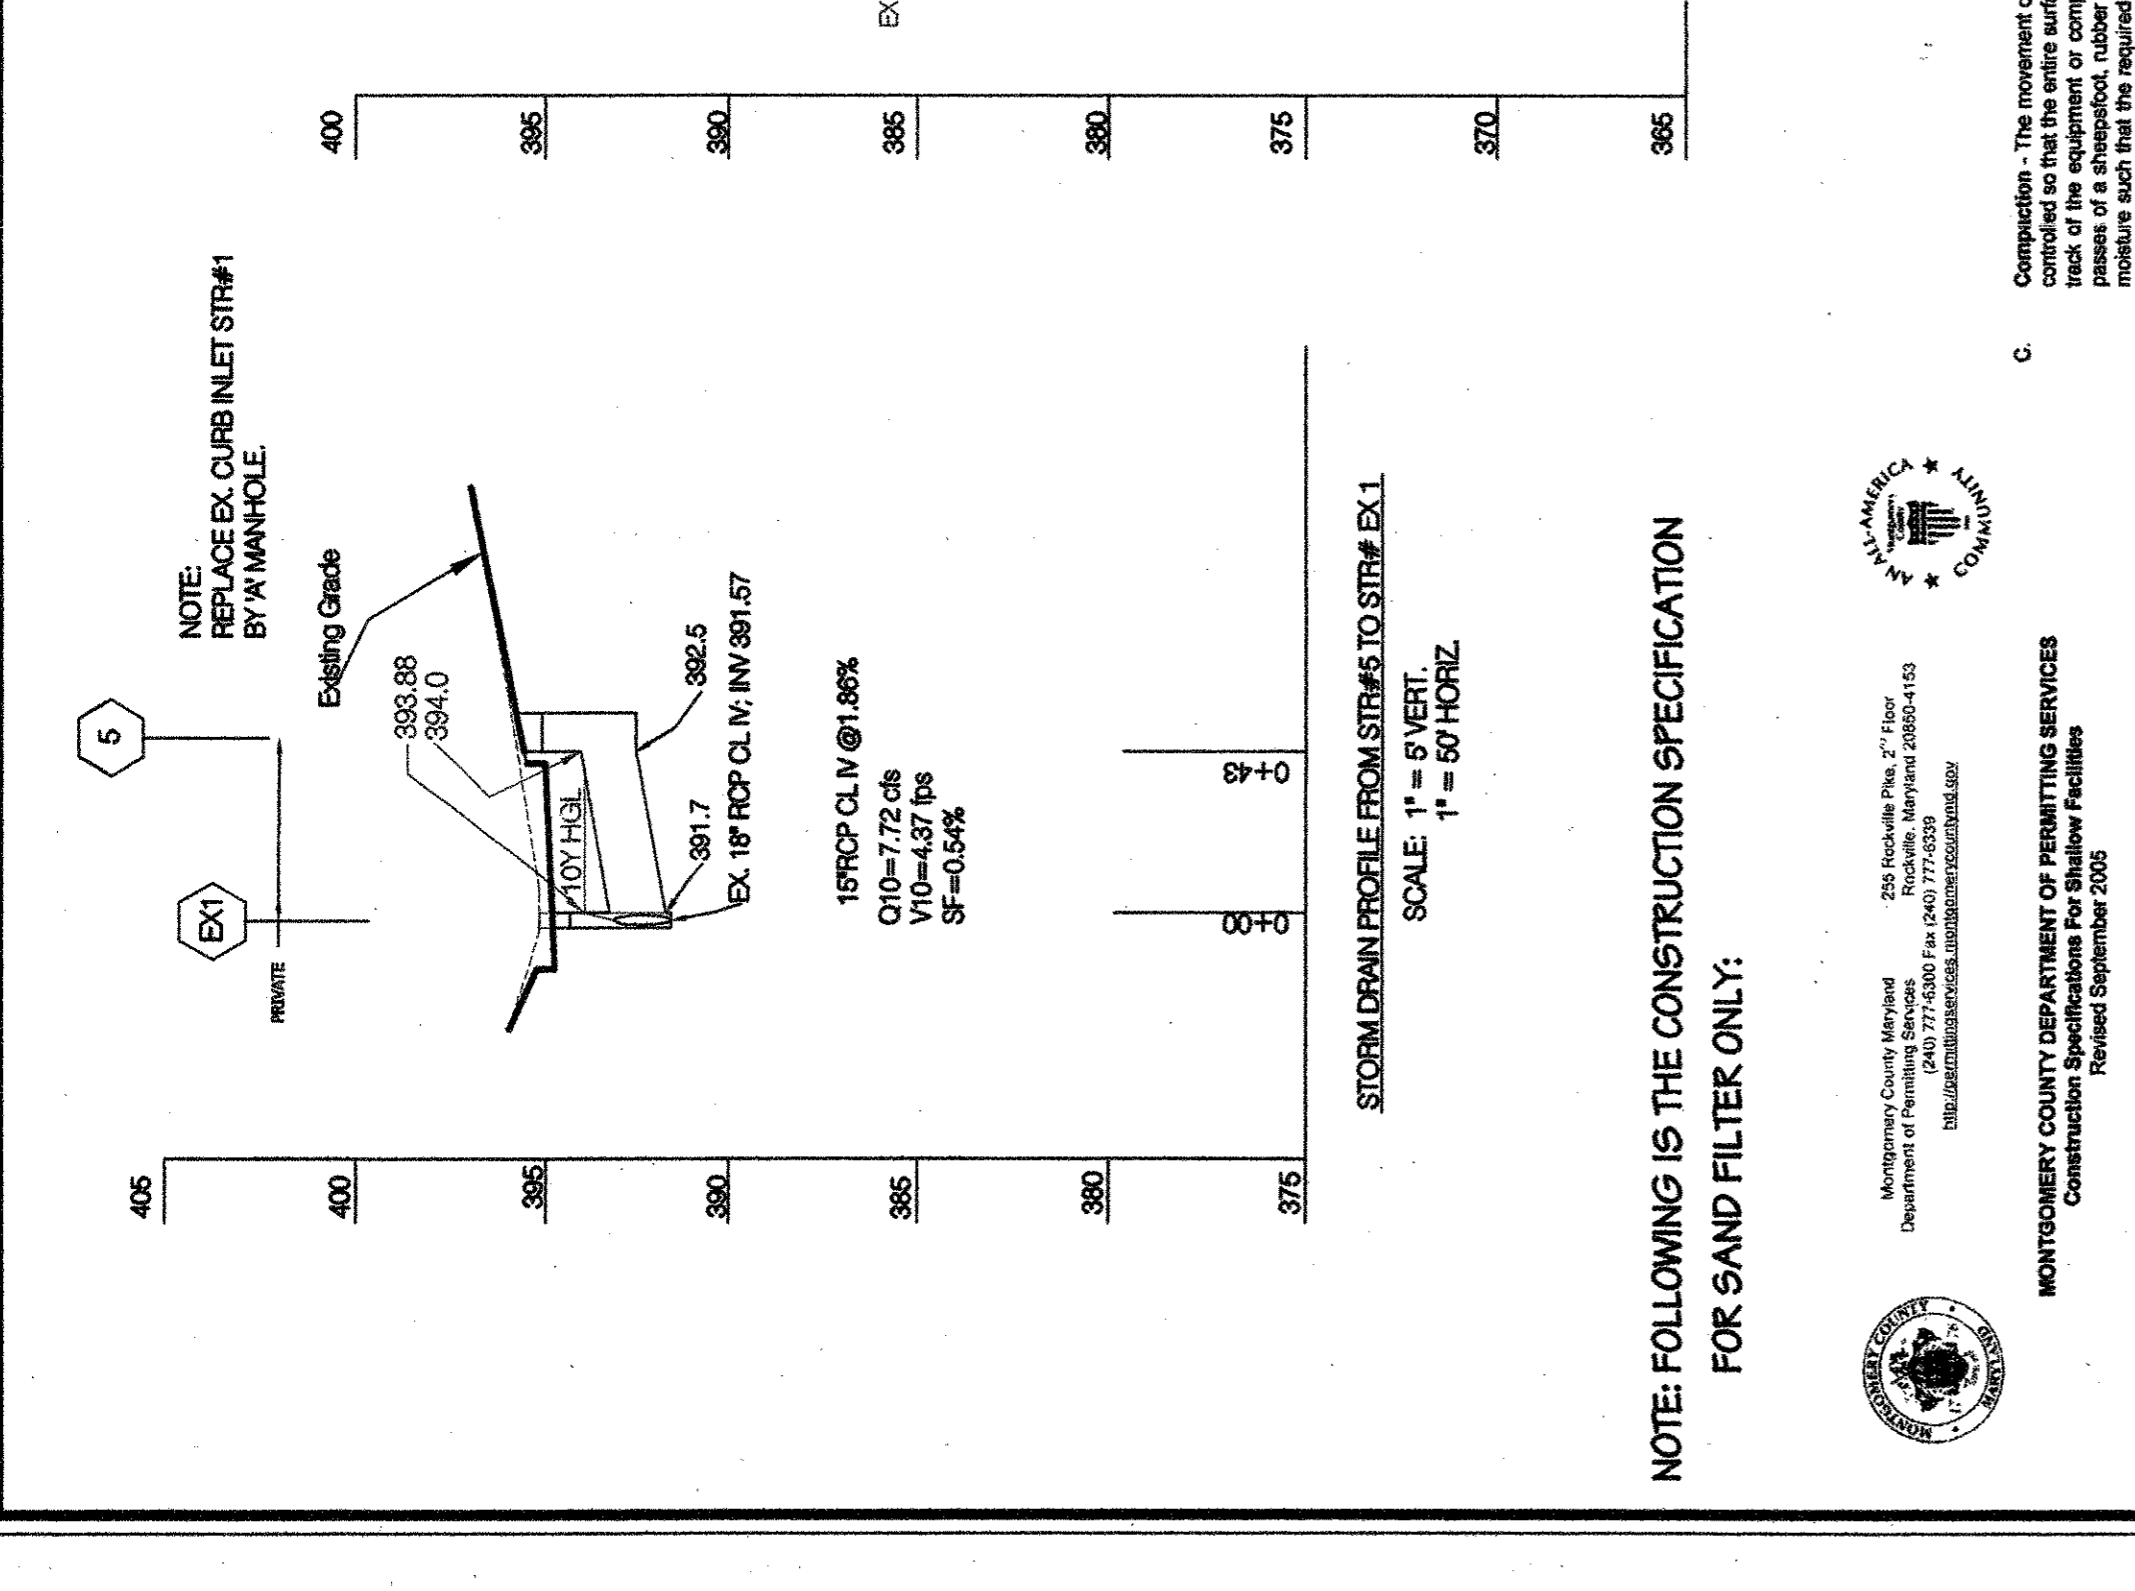 5
EX1
PRIVATE
NOTE:
REPLACE EX. CURB INLET STR#1
BY 'A' MANHOLE.
Existing Grade
393.88
394.0
10Y HGL
392.5
391.7
EX. 18" RCP CL IV; INV 391.57
15"RCP CL IV @1.86%
Q10=7.72 cfs
V10=4.37 fps
SF=0.54%
405
400
395
390
385
380
375
0+00
0+43
STORM DRAIN PROFILE FROM STR#5 TO STR# EX 1
SCALE: 1" = 5' VERT.
1" = 50' HORIZ.
400
395
390
385
380
375
370
365
EX
NOTE: FOLLOWING IS THE CONSTRUCTION SPECIFICATION
FOR SAND FILTER ONLY:
MONTGOMERY COUNTY
17 76
MARYLAND
Montgomery County Maryland
Department of Permitting Services
255 Rockville Pike, 2nd Floor
Rockville, Maryland 20850-4153
(240) 777-6300 Fax (240) 777-6339
http://permittingservices.montgomerycountymd.gov
AN ALL-AMERICA
Montgomery
County
COMMUNITY
MONTGOMERY COUNTY DEPARTMENT OF PERMITTING SERVICES
Construction Specifications For Shallow Facilities
Revised September 2005
C.
Compaction - The movement o
controlled so that the entire surf
track of the equipment or comp
passes of a sheepsfoot, rubber
moisture such that the required